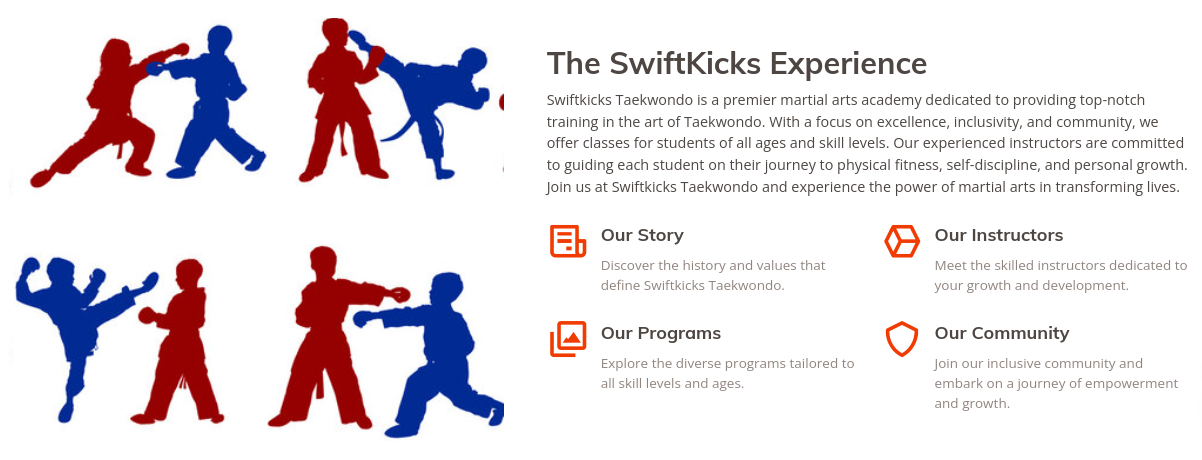 The SwiftKicks Experience
Swiftkicks Taekwondo is a premier martial arts academy dedicated to providing top-notch
training in the art of Taekwondo. With a focus on excellence, inclusivity, and community, we
offer classes for students of all ages and skill levels. Our experienced instructors are committed
to guiding each student on their journey to physical fitness, self-discipline, and personal growth.
Join us at Swiftkicks Taekwondo and experience the power of martial arts in transforming lives.
Our Story
Discover the history and values that
define Swiftkicks Taekwondo.
Our Instructors
Meet the skilled instructors dedicated to
your growth and development.
Our Programs
Explore the diverse programs tailored to
all skill levels and ages.
Our Community
Join our inclusive community and
embark on a journey of empowerment
and growth.